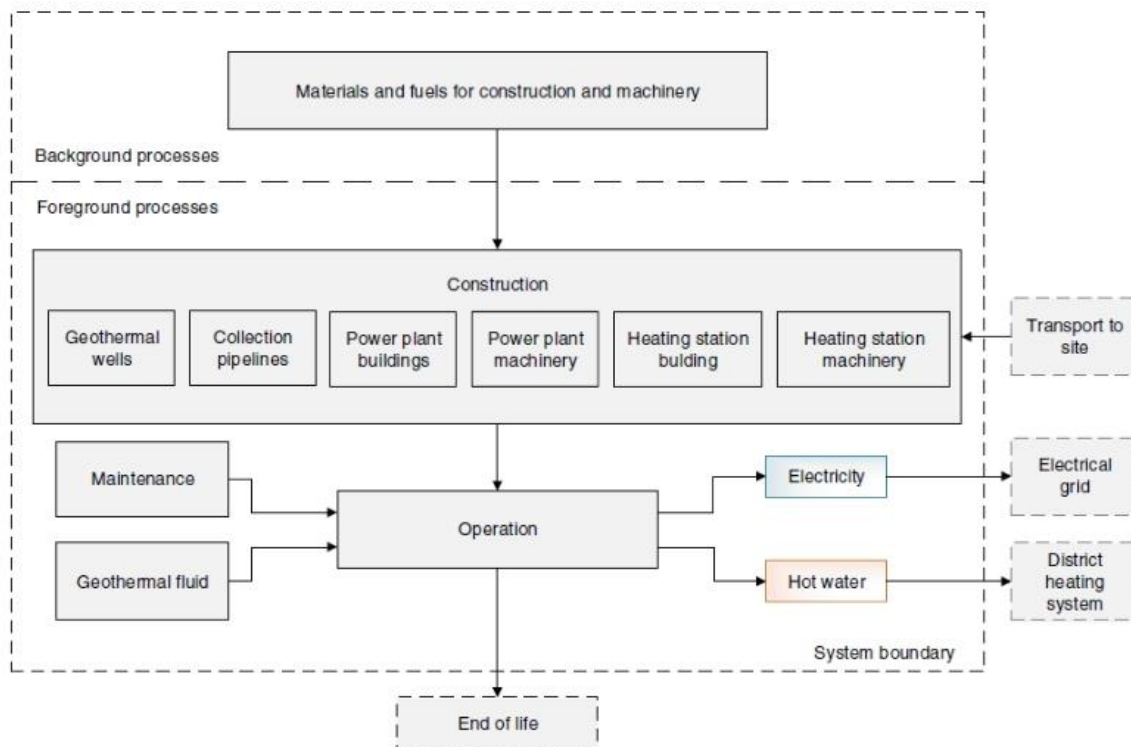 Materials and fuels for construction and machinery
Background processes
Foreground processes
Construction
Geothermal
wells
Collection
pipelines
Power plant
buildings
Power plant
machinery
Heating station
bulding
Heating station
machinery
Transport to
site
Maintenance
Geothermal fluid
Operation
Electricity
Hot water
Electrical
grid
District
heating
system
System boundary
End of life